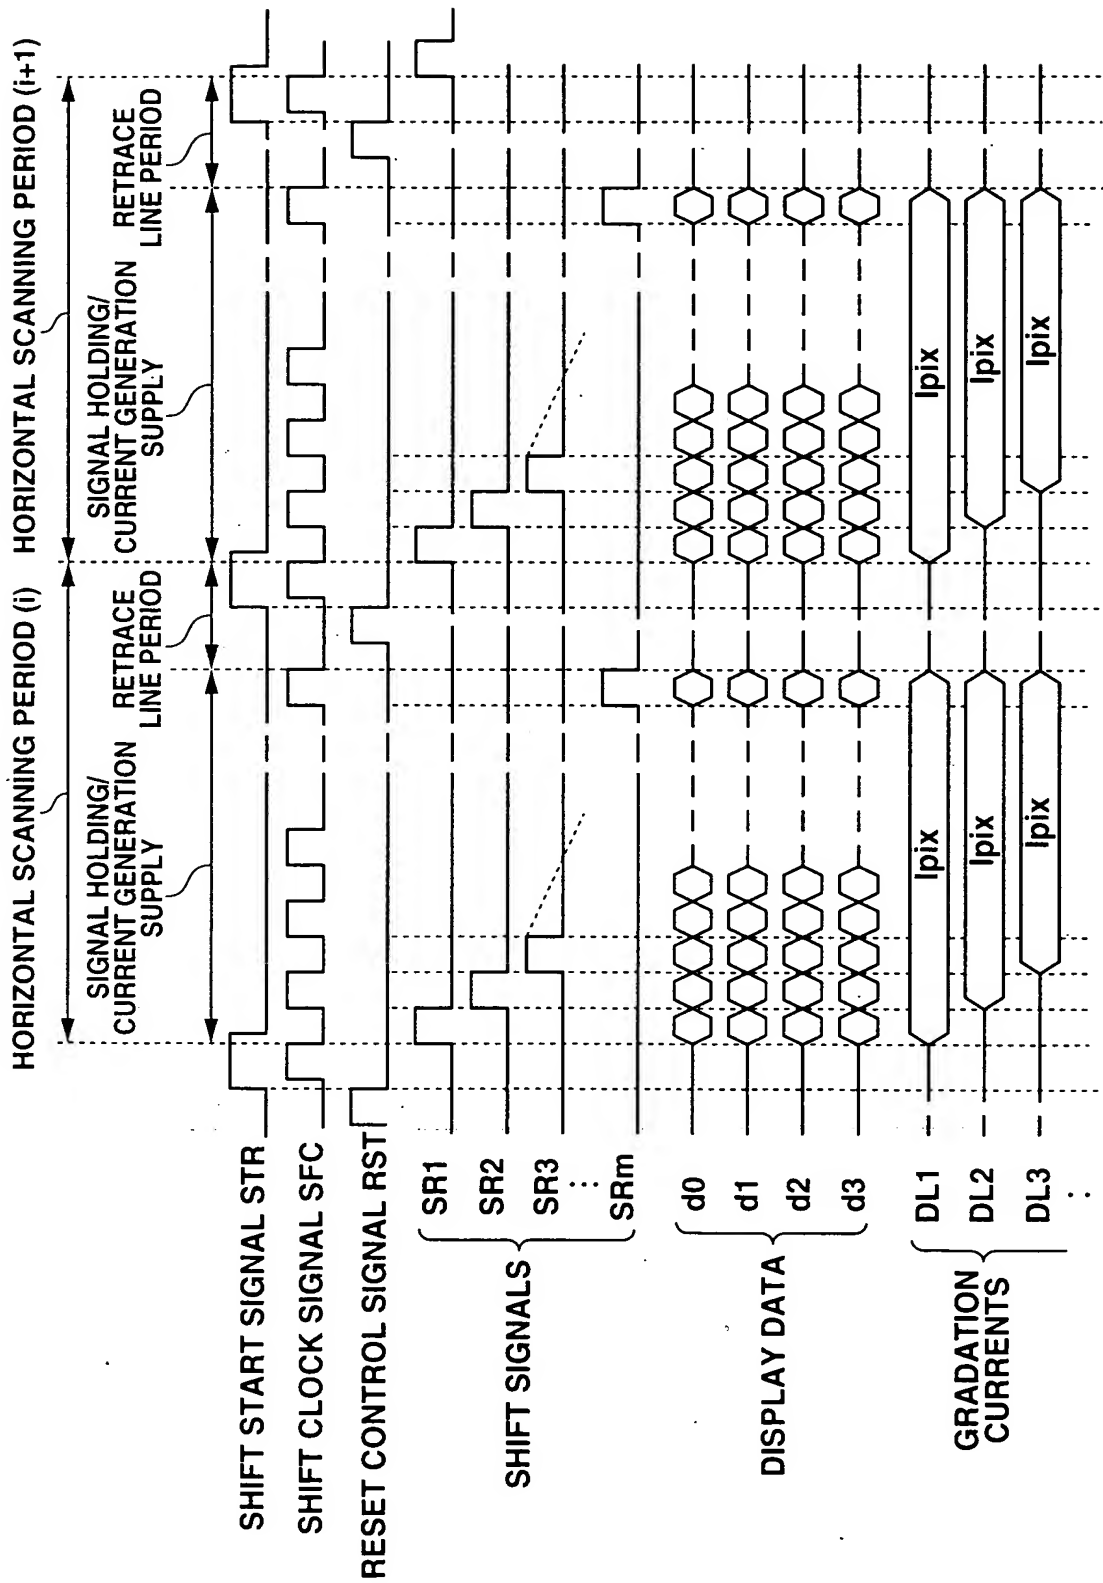 HORIZONTAL SCANNING PERIOD (i)
HORIZONTAL SCANNING PERIOD (i+1)
SIGNAL HOLDING/
CURRENT GENERATION
SUPPLY
RETRACE
LINE PERIOD
SIGNAL HOLDING/
CURRENT GENERATION
SUPPLY
RETRACE
LINE PERIOD
SHIFT START SIGNAL STR
SHIFT CLOCK SIGNAL SFC
RESET CONTROL SIGNAL RST
SHIFT SIGNALS
SR1
SR2
SR3
SRm
DISPLAY DATA
d0
d1
d2
d3
GRADATION
CURRENTS
DL1
Ipix
Ipix
DL2
Ipix
Ipix
DL3
Ipix
Ipix